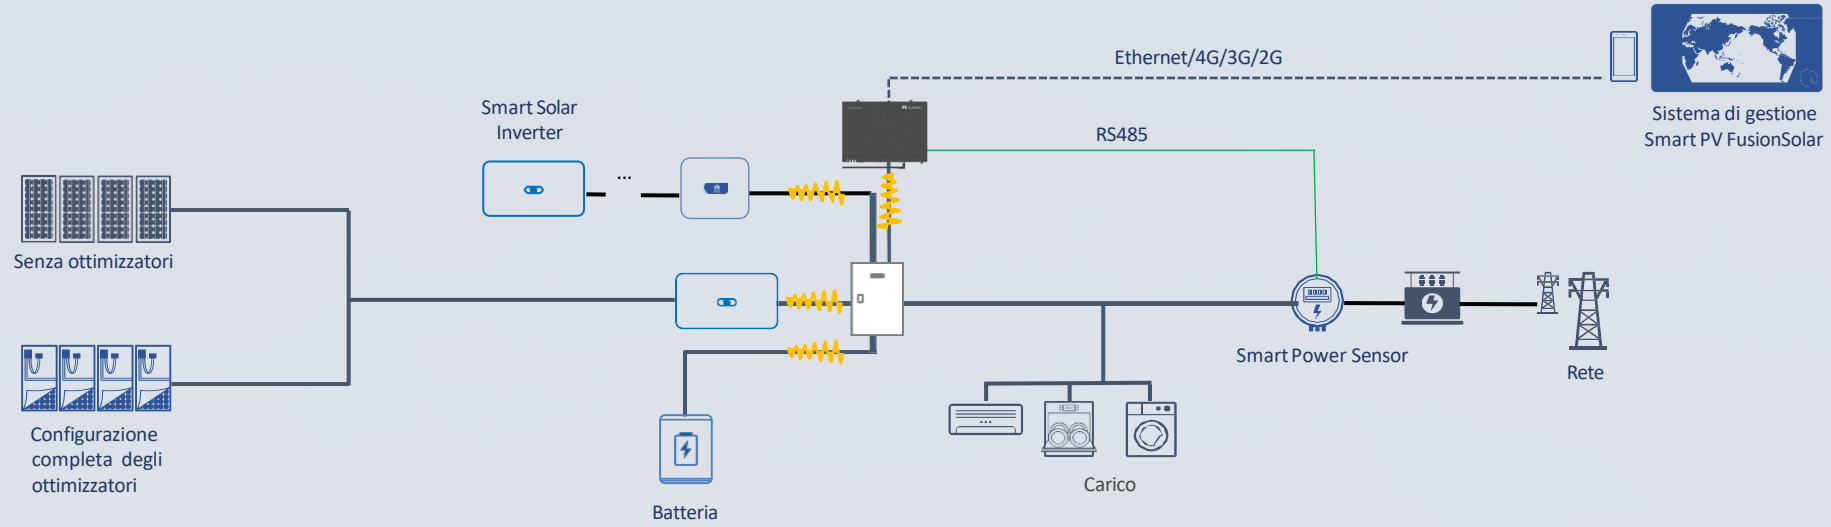 Ethernet/4G/3G/2G
Sistema di gestione
Smart PV FusionSolar
Smart Solar
Inverter
RS485
...
Senza ottimizzatori
Smart Power Sensor
Rete
Configurazione
completa degli
ottimizzatori
Carico
Batteria